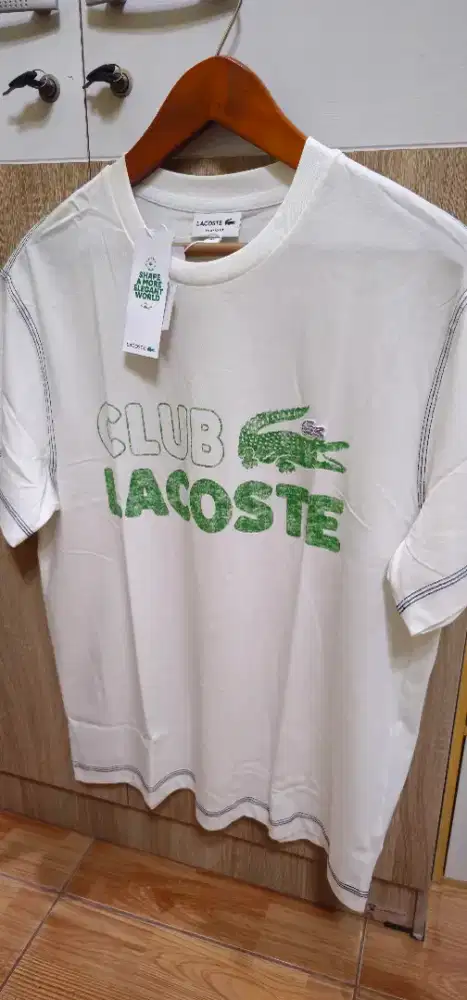 LACOSTE
SHAPE
A MORE
ELEGANT
WORLD
LACOSTE
CLUB
LACOSTE